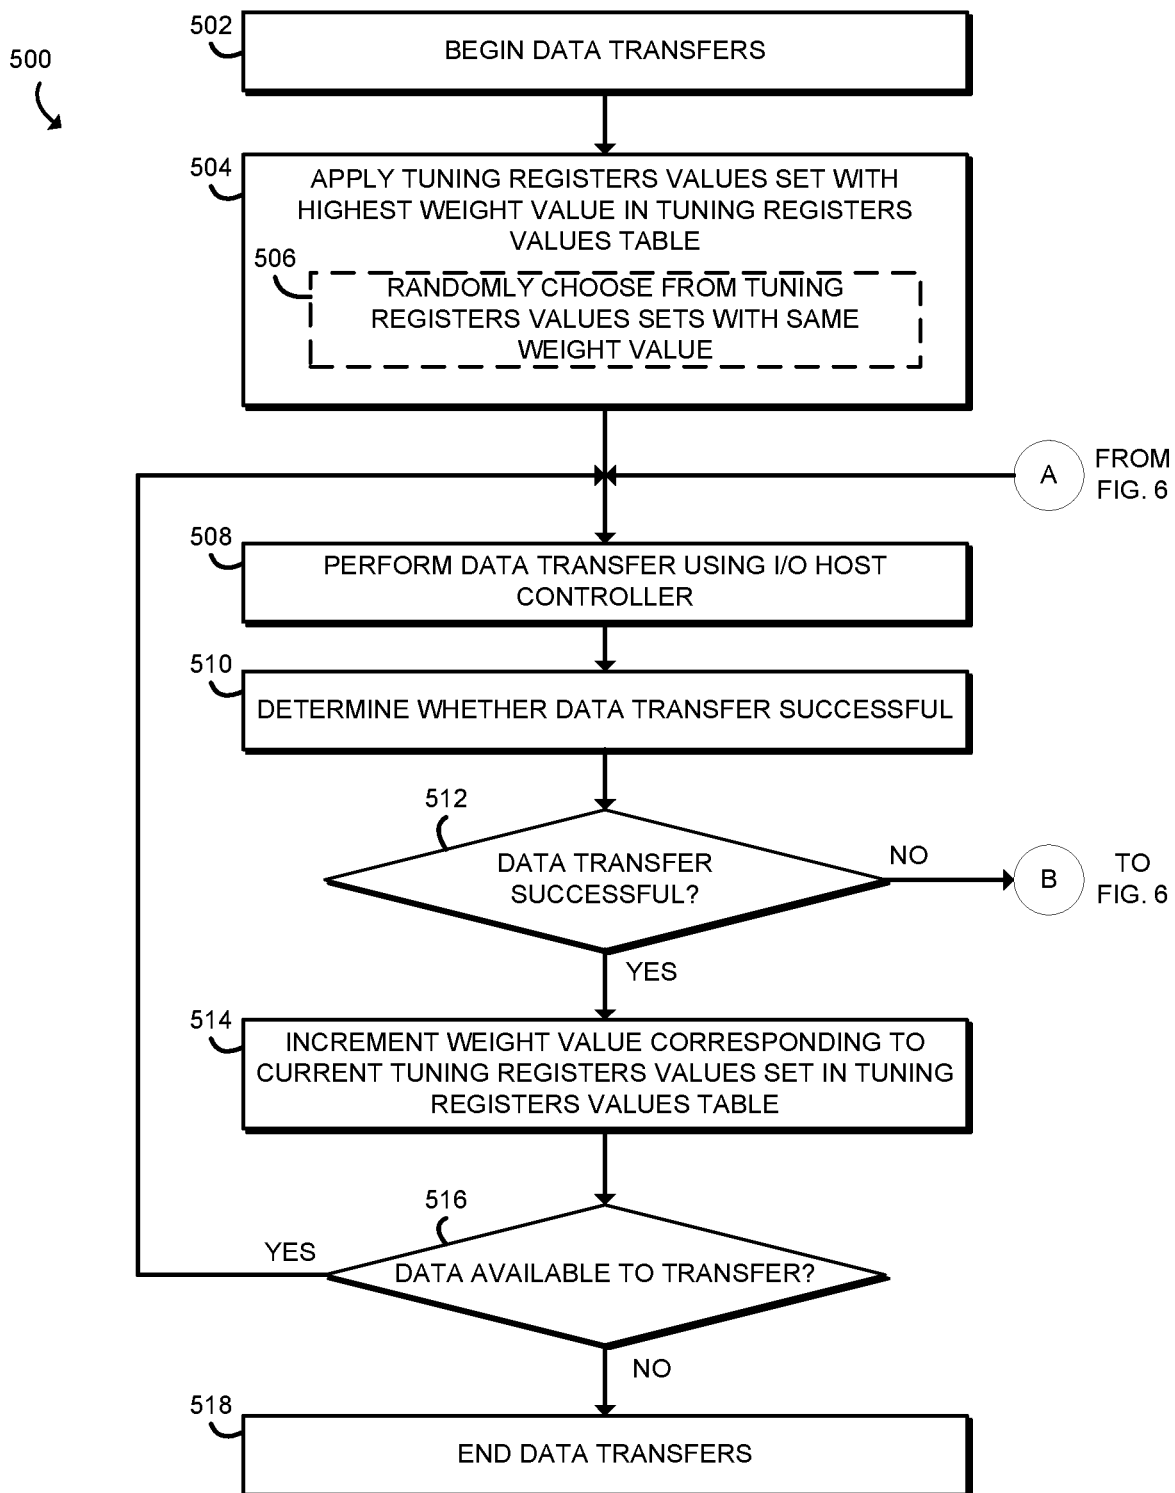 502
BEGIN DATA TRANSFERS
500
504
APPLY TUNING REGISTERS VALUES SET WITH
HIGHEST WEIGHT VALUE IN TUNING REGISTERS
VALUES TABLE
506
RANDOMLY CHOOSE FROM TUNING
REGISTERS VALUES SETS WITH SAME
WEIGHT VALUE
A
FROM
FIG. 6
508
PERFORM DATA TRANSFER USING I/O HOST
CONTROLLER
510
DETERMINE WHETHER DATA TRANSFER SUCCESSFUL
512
DATA TRANSFER
SUCCESSFUL?
NO
B
TO
FIG. 6
YES
514
INCREMENT WEIGHT VALUE CORRESPONDING TO
CURRENT TUNING REGISTERS VALUES SET IN TUNING
REGISTERS VALUES TABLE
516
YES
DATA AVAILABLE TO TRANSFER?
NO
518
END DATA TRANSFERS